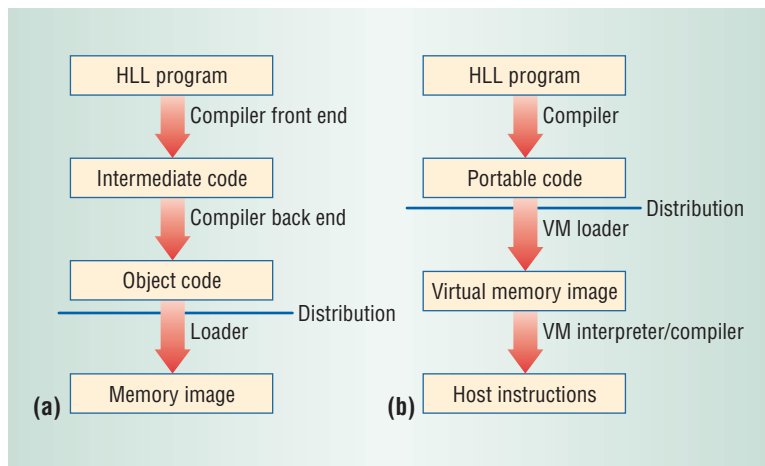 HLL program
Compiler front end
Intermediate code
Compiler back end
Object code
Distribution
Loader
Memory image
(a)
HLL program
Compiler
Portable code
Distribution
VM loader
Virtual memory image
VM interpreter/compiler
Host instructions
(b)